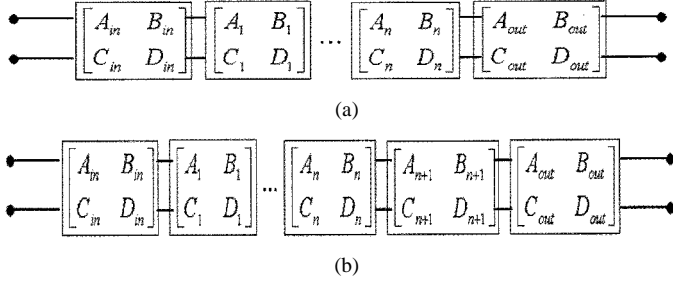 A_in B_in A_1 B_1 ... A_n B_n A_out B_out
C_in D_in C_1 D_1 C_n D_n C_out D_out
(a)
A_in B_in A_1 B_1 ... A_n B_n A_n+1 B_n+1 A_out B_out
C_in D_in C_1 D_1 C_n D_n C_n+1 D_n+1 C_out D_out
(b)